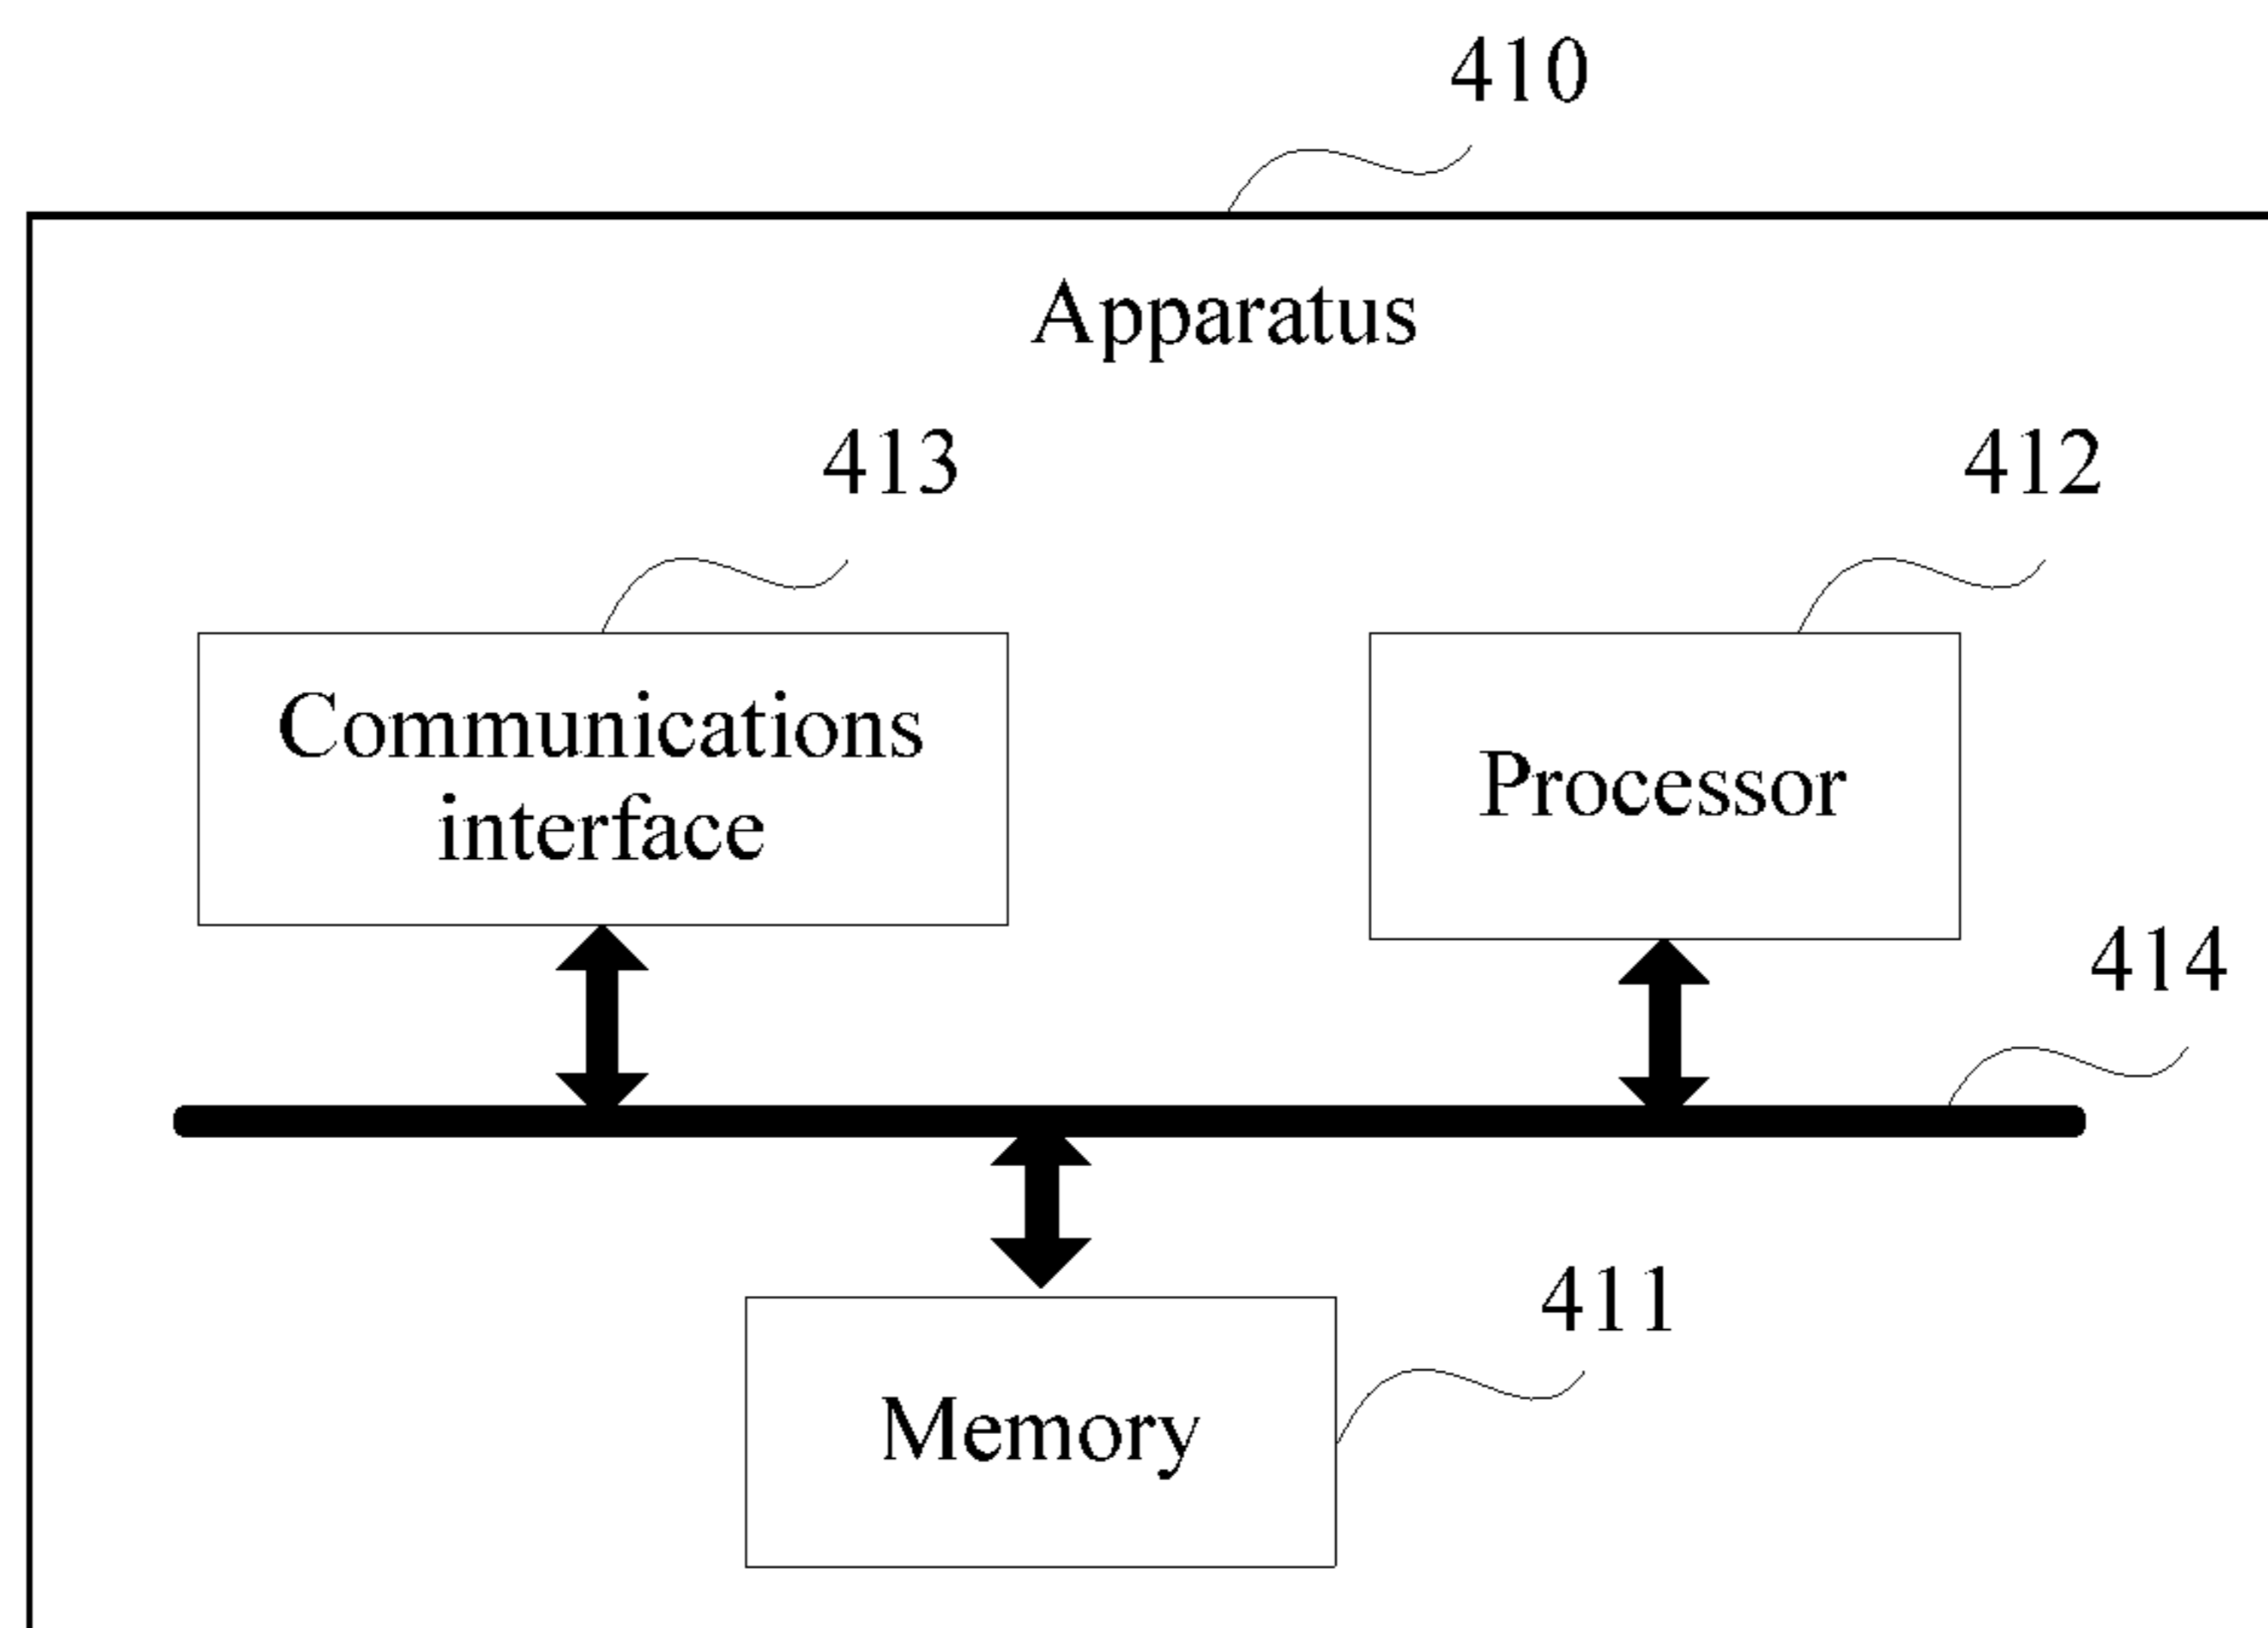 410
Apparatus
413
412
Communications
interface
Processor
414
411
Memory